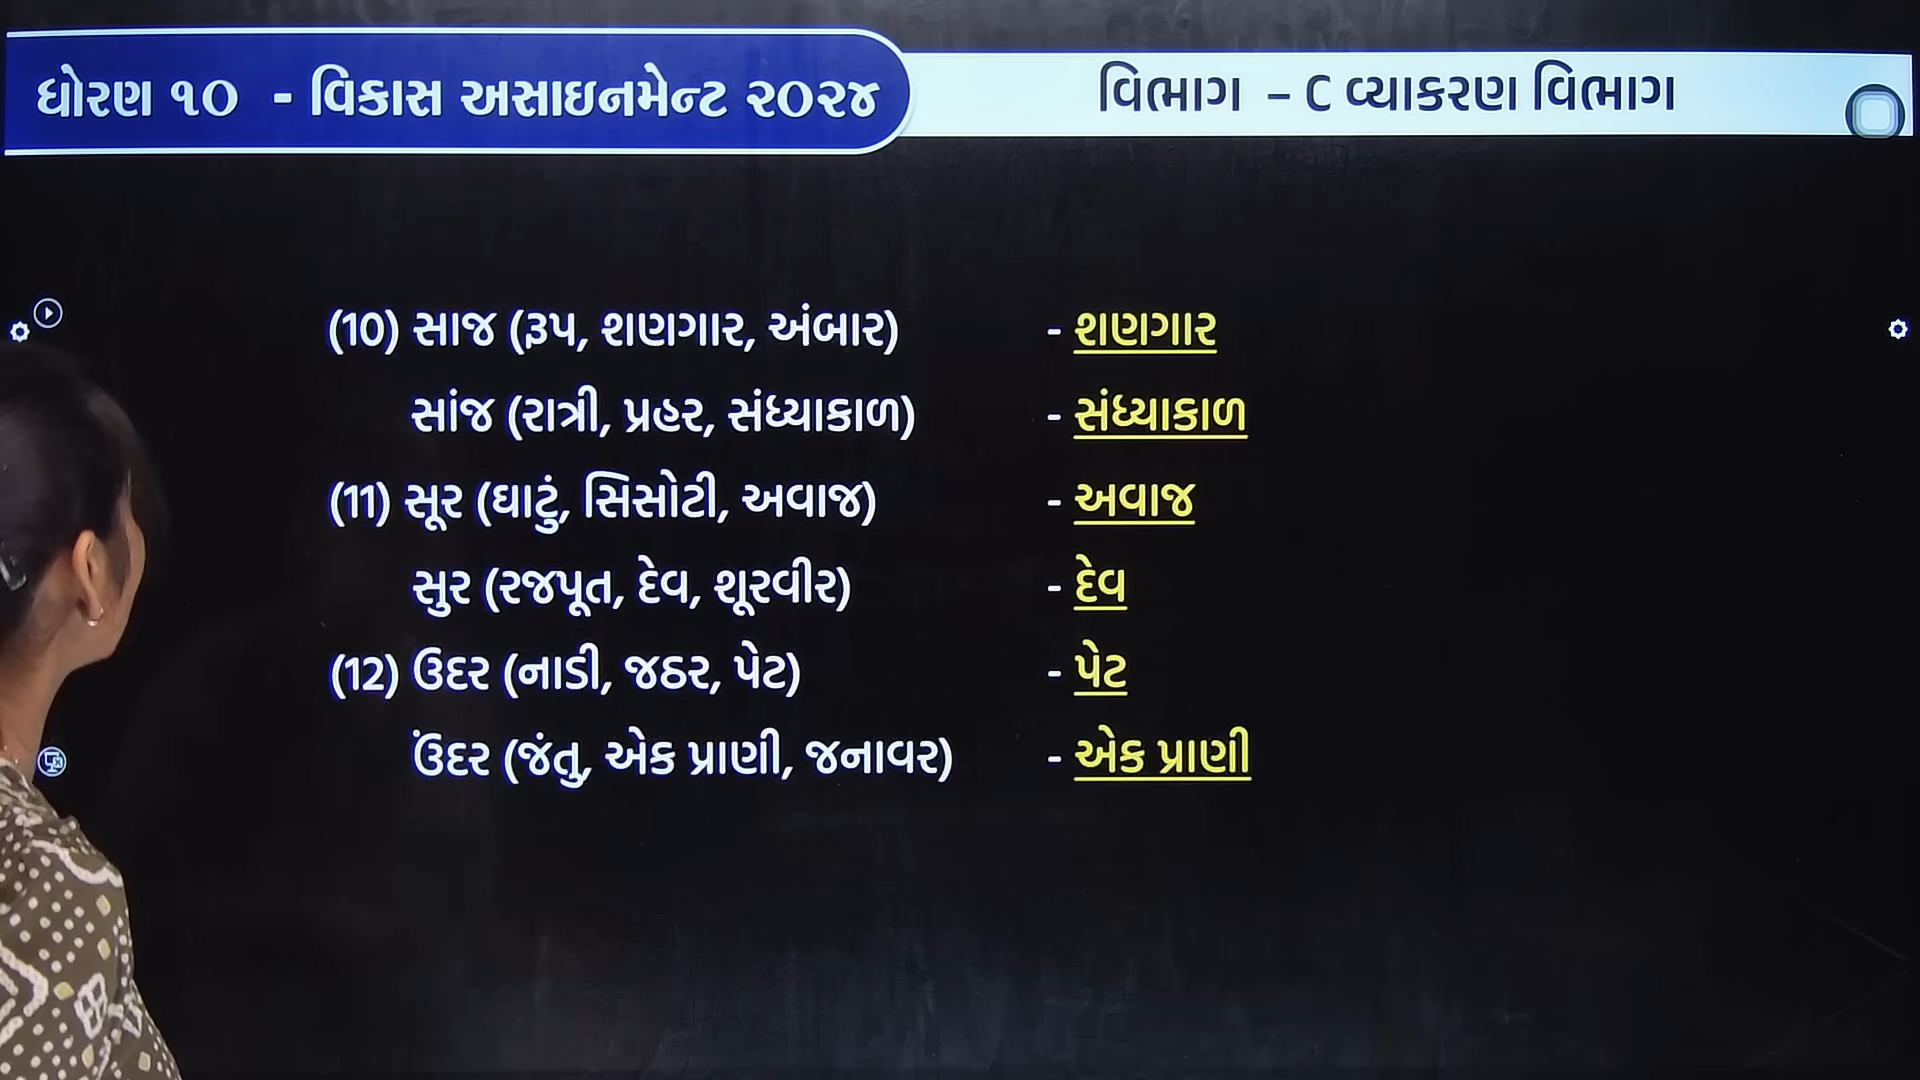 ધોરણ ૧૦ - વિકાસ અસાઇનમેન્ટ ૨૦૨૪
વિભાગ – C વ્યાકરણ વિભાગ
(10) સાજ (રૂપ, શણગાર, અંબાર) - શણગાર
સાંજ (રાત્રી, પ્રહર, સંધ્યાકાળ) - સંધ્યાકાળ
(11) સૂર (ઘાટું, સિસોટી, અવાજ) - અવાજ
સુર (રજપૂત, દેવ, શૂરવીર) - દેવ
(12) ઉદર (નાડી, જઠર, પેટ) - પેટ
ઉંદર (જંતુ, એક પ્રાણી, જનાવર) - એક પ્રાણી